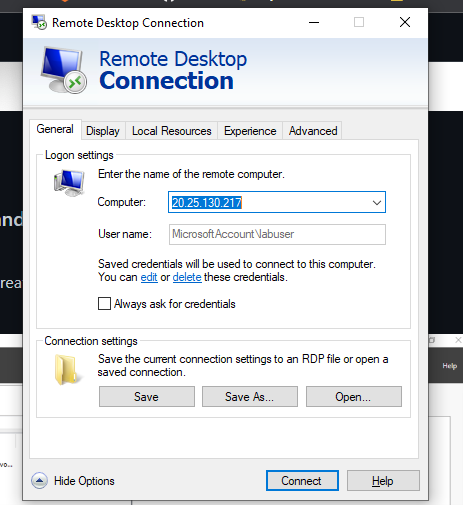 Remote Desktop Connection
Remote Desktop
Connection
General
Display
Local Resources
Experience
Advanced
Logon settings
Enter the name of the remote computer.
Computer:
20.25.130.217
User name:
MicrosoftAccount\labuser
Saved credentials will be used to connect to this computer.
You can edit or delete these credentials.
Always ask for credentials
Connection settings
Save the current connection settings to an RDP file or open a
saved connection.
Save
Save As...
Open...
Hide Options
Connect
Help
and
rea
Help
vo...